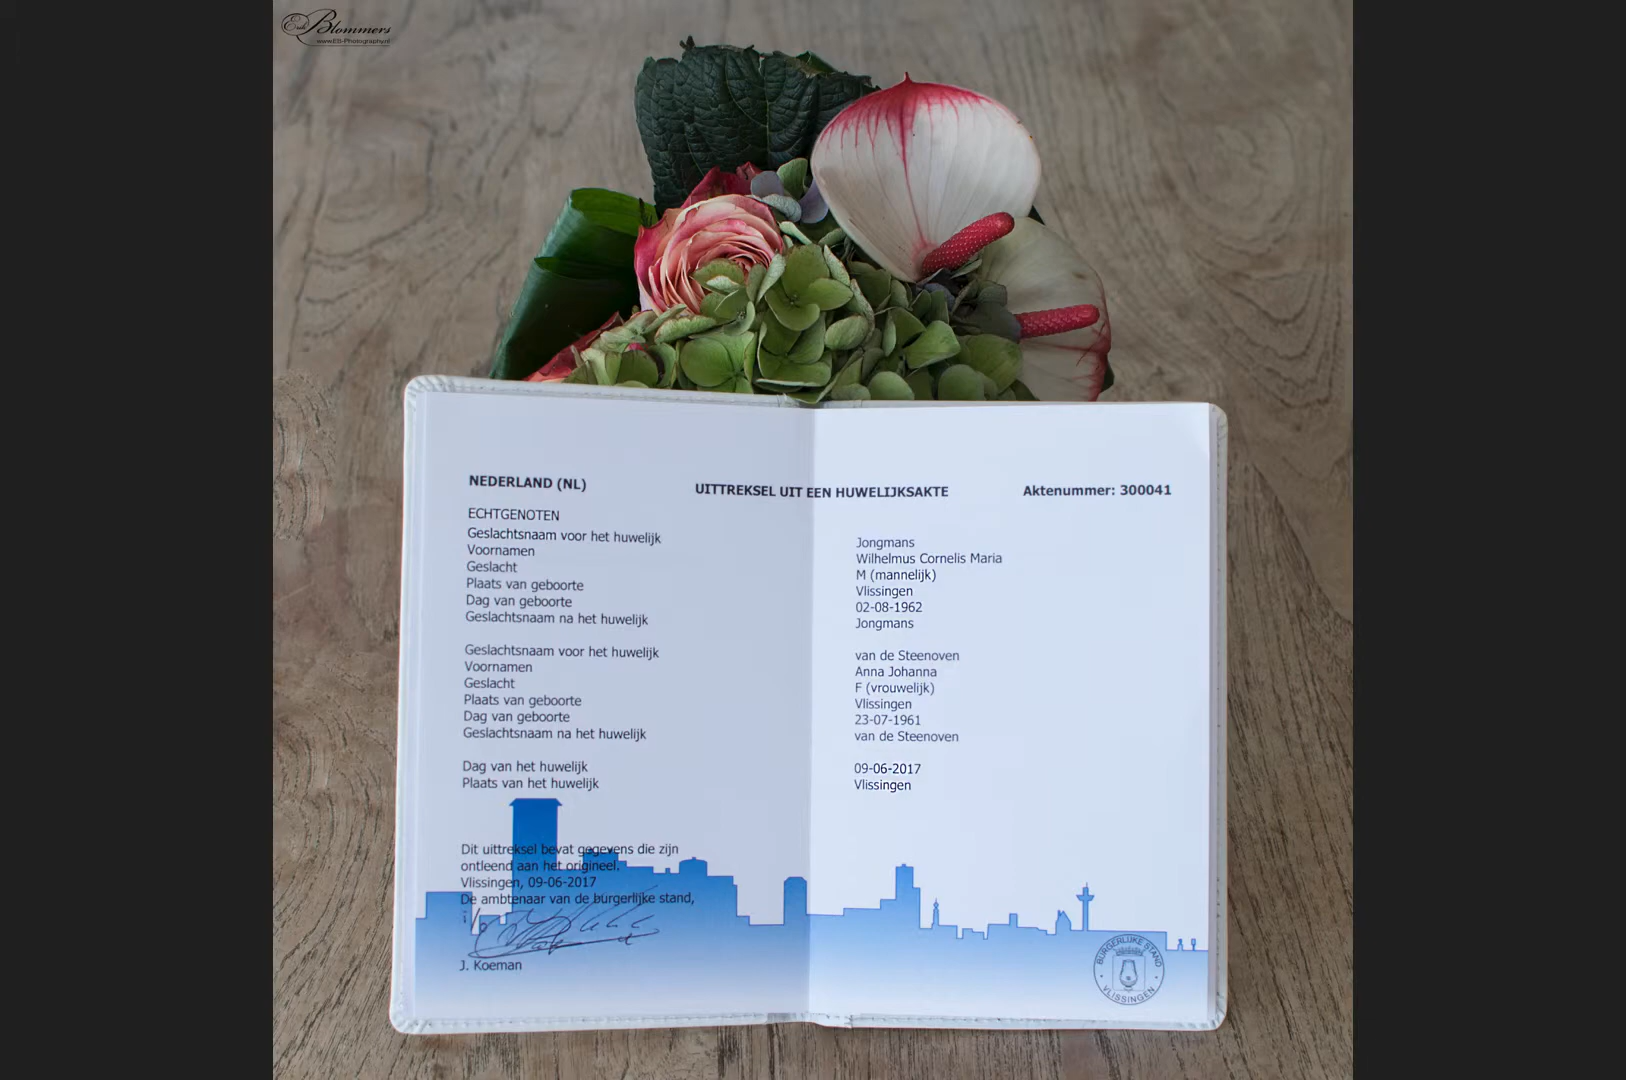 Erik Blommers
www.EB-Photography.nl
NEDERLAND (NL)
UITTREKSEL UIT EEN HUWELIJKSAKTE
Aktenummer: 300041
ECHTGENOTEN
Geslachtsnaam voor het huwelijk
Jongmans
Voornamen
Wilhelmus Cornelis Maria
Geslacht
M (mannelijk)
Plaats van geboorte
Vlissingen
Dag van geboorte
02-08-1962
Geslachtsnaam na het huwelijk
Jongmans
Geslachtsnaam voor het huwelijk
van de Steenoven
Voornamen
Anna Johanna
Geslacht
F (vrouwelijk)
Plaats van geboorte
Vlissingen
Dag van geboorte
23-07-1961
Geslachtsnaam na het huwelijk
van de Steenoven
Dag van het huwelijk
09-06-2017
Plaats van het huwelijk
Vlissingen
Dit uittreksel bevat gegevens die zijn
ontleend aan het origineel.
Vlissingen, 09-06-2017
De ambtenaar van de burgerlijke stand,
J. Koeman
BURGERLIJKE STAND
VLISSINGEN